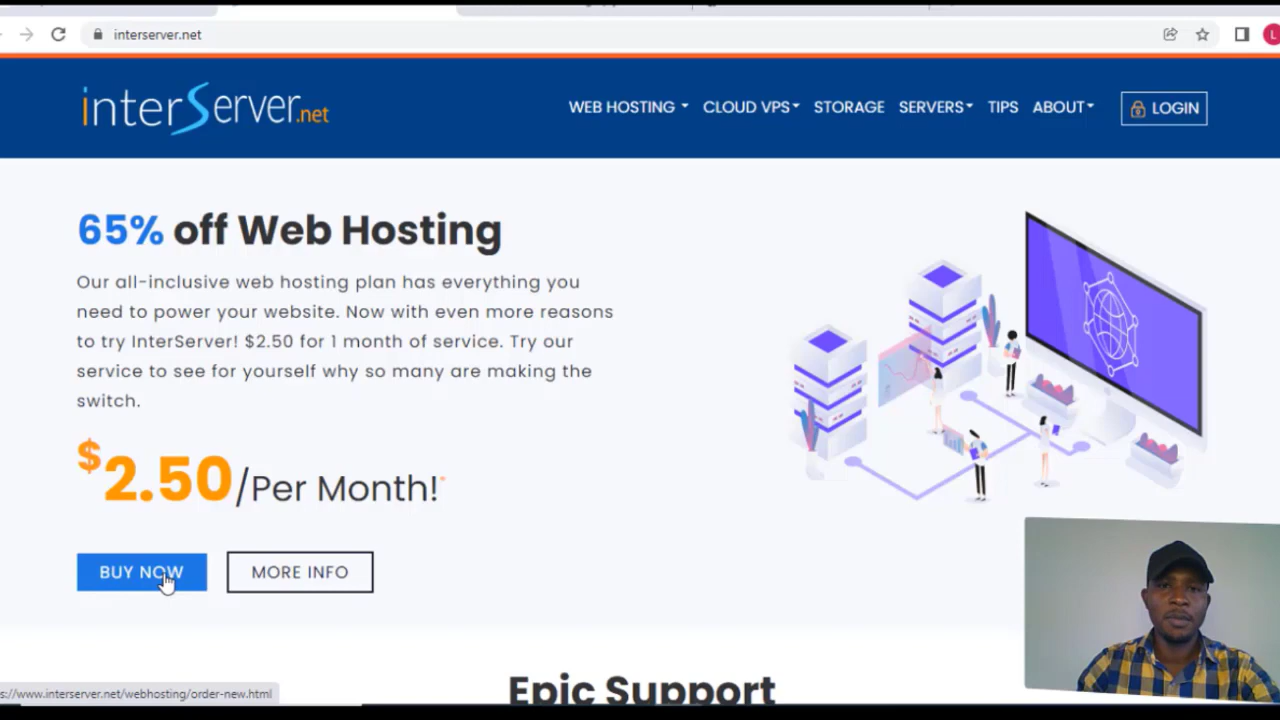 interserver.net
L
interServer.net
WEB HOSTING CLOUD VPS STORAGE SERVERS TIPS ABOUT LOGIN
65% off Web Hosting
Our all-inclusive web hosting plan has everything you
need to power your website. Now with even more reasons
to try InterServer! $2.50 for 1 month of service. Try our
service to see for yourself why so many are making the
switch.
$2.50/Per Month!*
BUY NOW MORE INFO
Epic Support
s://www.interserver.net/webhosting/order-new.html